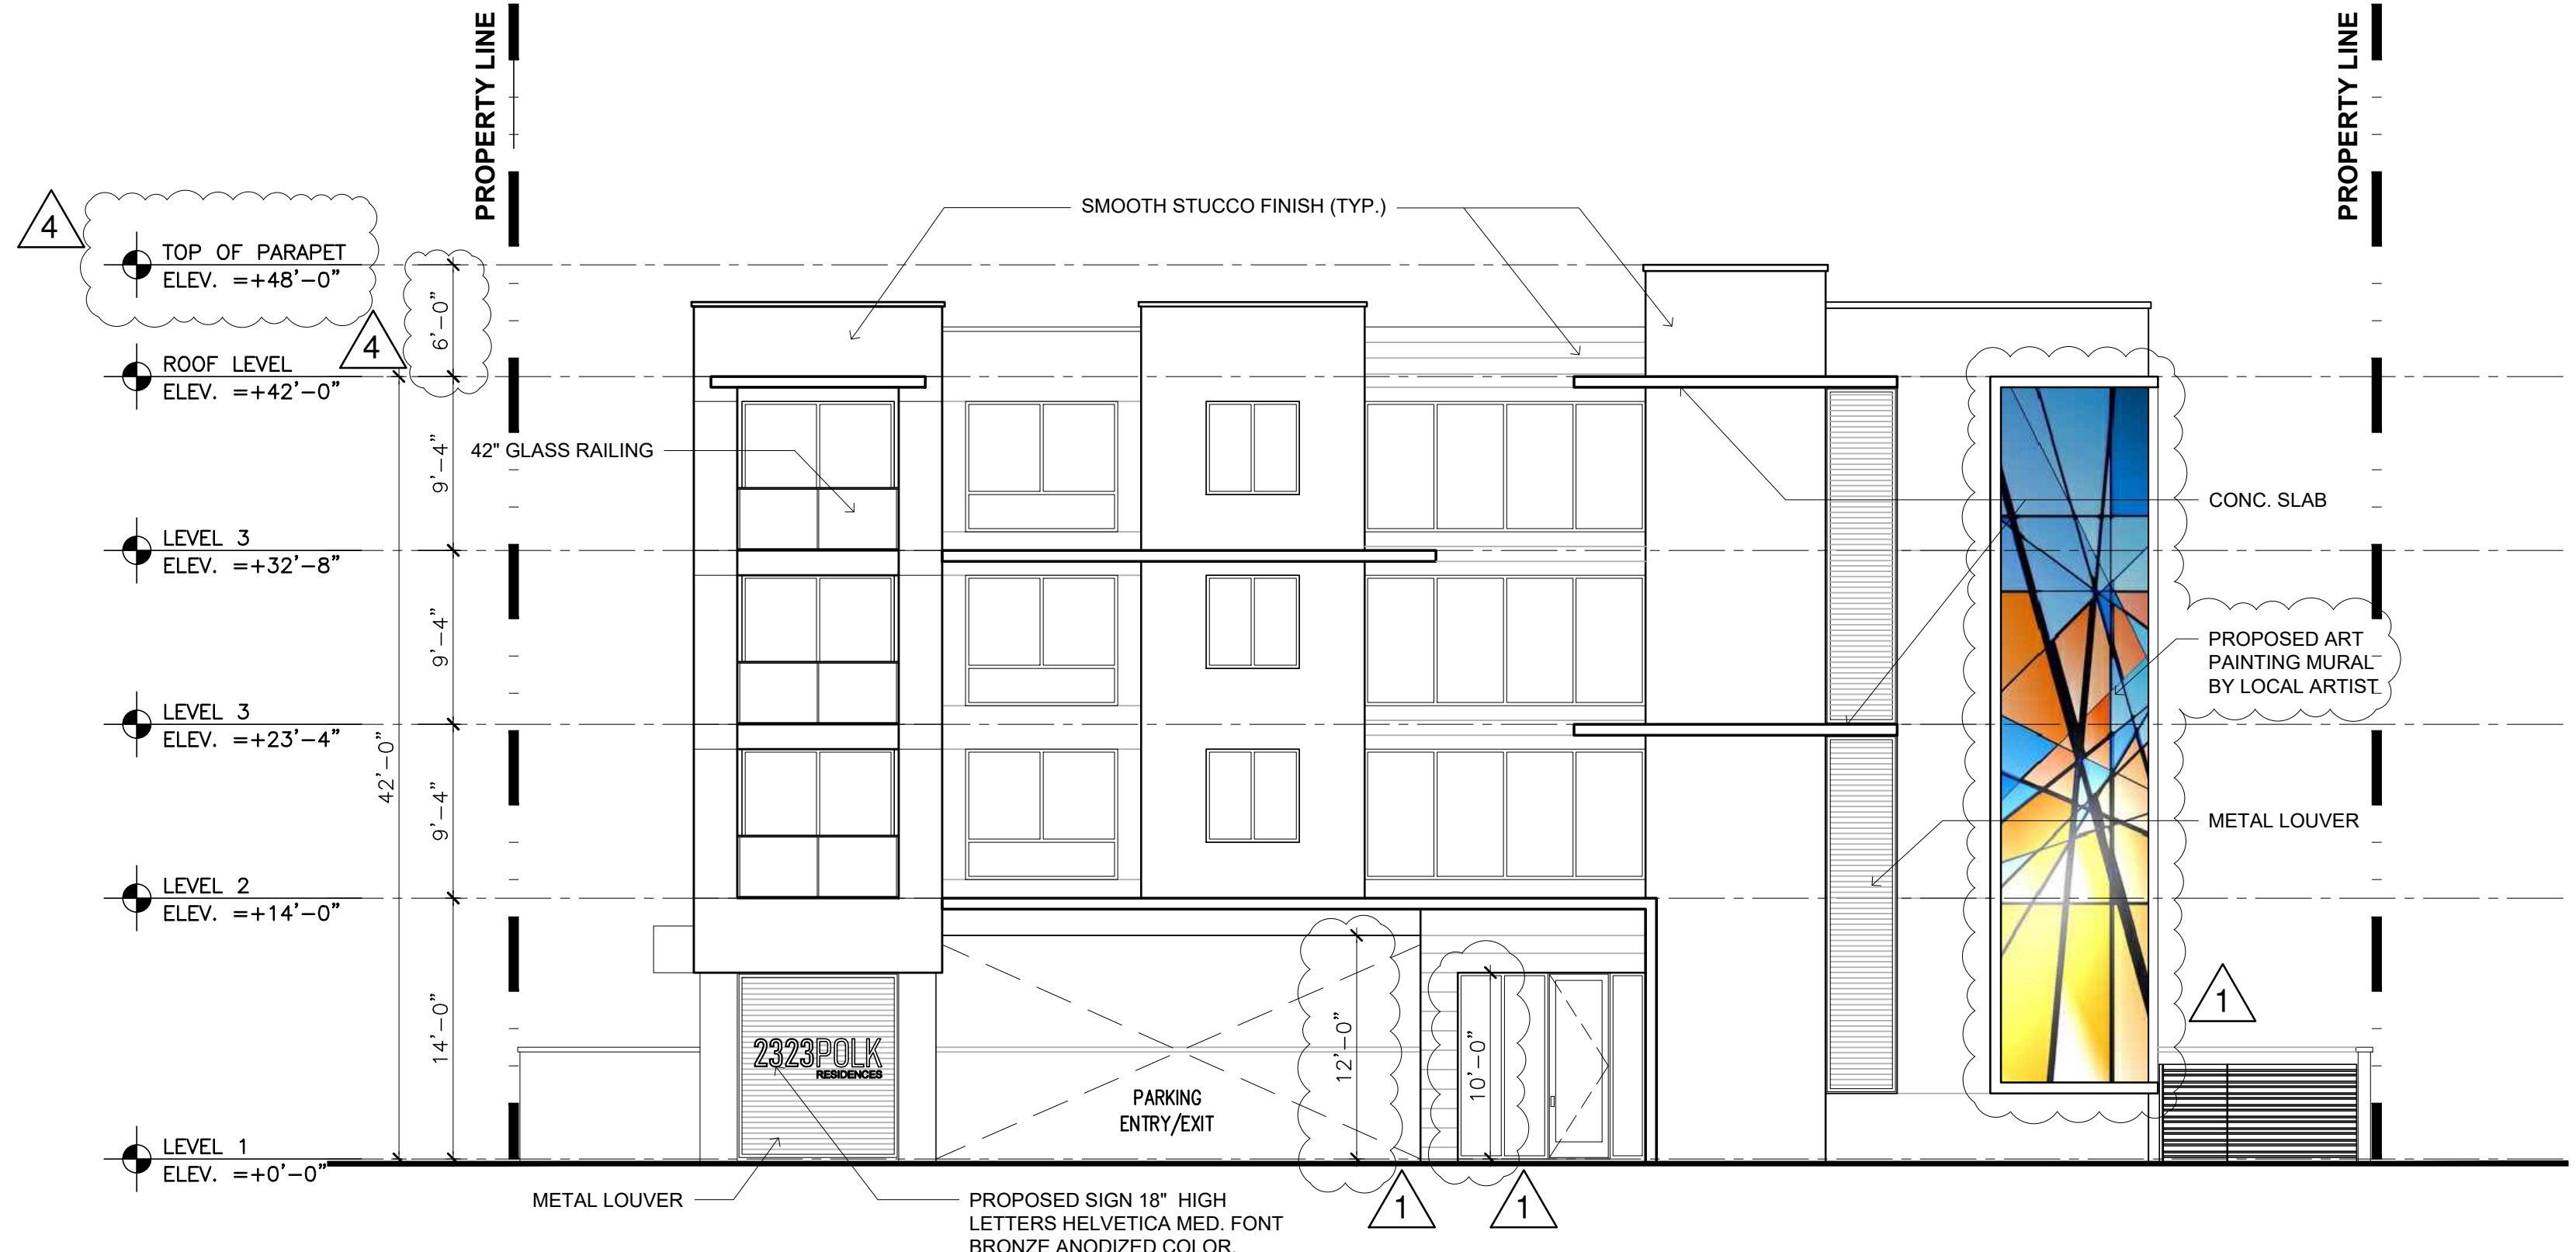 PROPERTY LINE
PROPERTY LINE
4
TOP OF PARAPET
ELEV. =+48'-0"
SMOOTH STUCCO FINISH (TYP.)
6'-0"
4
ROOF LEVEL
ELEV. =+42'-0"
9'-4"
42" GLASS RAILING
CONC. SLAB
LEVEL 3
ELEV. =+32'-8"
9'-4"
PROPOSED ART
PAINTING MURAL
BY LOCAL ARTIST
LEVEL 3
ELEV. =+23'-4"
42'-0"
9'-4"
METAL LOUVER
LEVEL 2
ELEV. =+14'-0"
14'-0"
12'-0"
10'-0"
1
2323POLK
RESIDENCES
PARKING
ENTRY/EXIT
LEVEL 1
ELEV. =+0'-0"
METAL LOUVER
PROPOSED SIGN 18" HIGH
LETTERS HELVETICA MED. FONT
BRONZE ANODIZED COLOR.
1
1